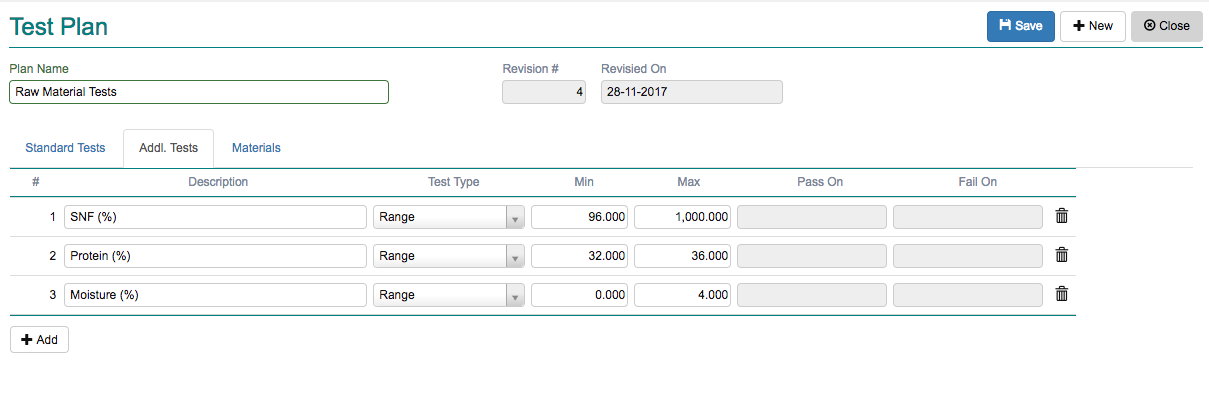 Test Plan
Save
New
Close
Plan Name
Revision #
Revisied On
Raw Material Tests
4
28-11-2017
Standard Tests
Addl. Tests
Materials
# Description Test Type Min Max Pass On Fail On
1 SNF (%) Range 96.000 1,000.000
2 Protein (%) Range 32.000 36.000
3 Moisture (%) Range 0.000 4.000
Add